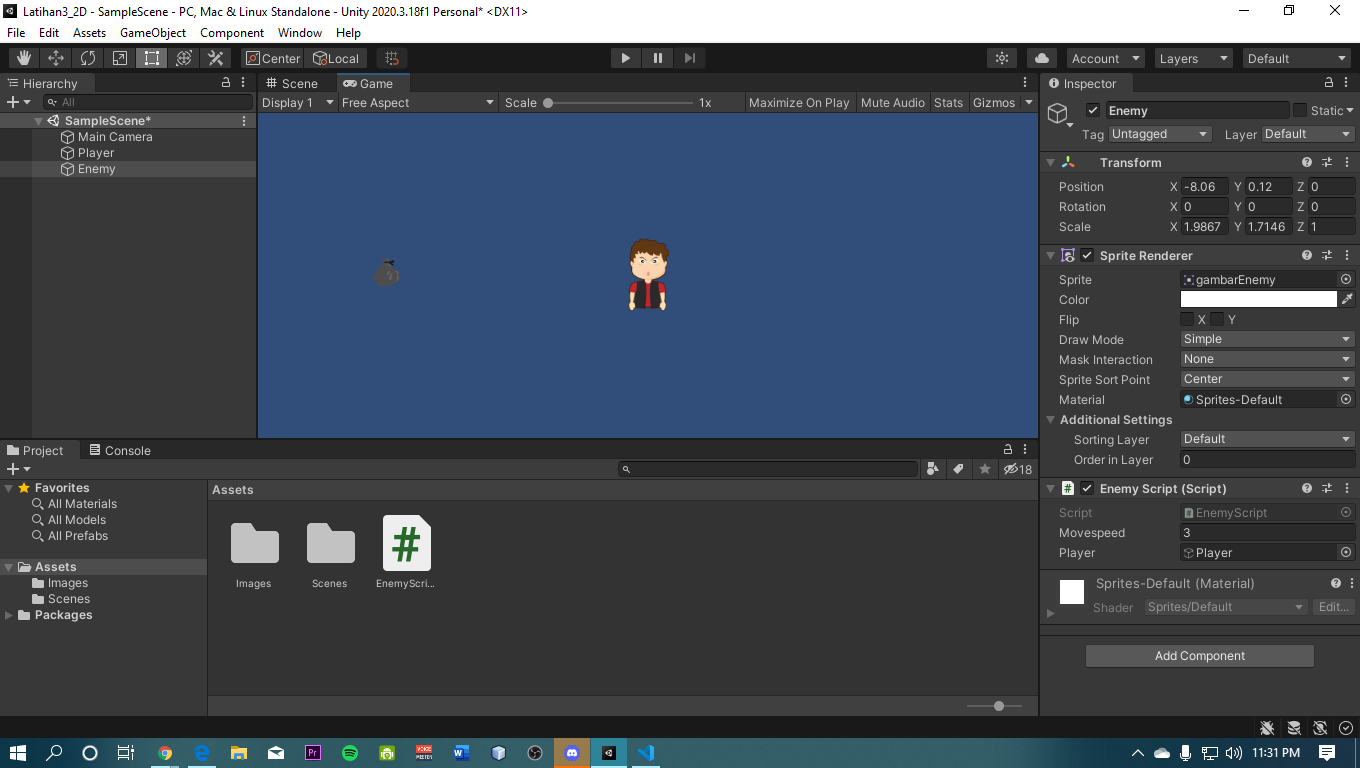 Latihan3_2D - SampleScene - PC, Mac & Linux Standalone - Unity 2020.3.18f1 Personal* <DX11>
File Edit Assets GameObject Component Window Help
Center Local Account Layers Default
Hierarchy
All
SampleScene*
Main Camera
Player
Enemy
Scene Game
Display 1 Free Aspect Scale 1x Maximize On Play Mute Audio Stats Gizmos
Inspector
Enemy Static
Tag Untagged Layer Default
Transform
Position X -8.06 Y 0.12 Z 0
Rotation X 0 Y 0 Z 0
Scale X 1.9867 Y 1.7146 Z 1
Sprite Renderer
Sprite gambarEnemy
Color
Flip X Y
Draw Mode Simple
Mask Interaction None
Sprite Sort Point Center
Material Sprites-Default
Additional Settings
Sorting Layer Default
Order in Layer 0
# Enemy Script (Script)
Script # EnemyScript
Movespeed 3
Player Player
Sprites-Default (Material)
Shader Sprites/Default Edit...
Add Component
Project Console
18
Favorites
All Materials
All Models
All Prefabs
Assets
Images
Scenes
Packages
Assets
#
Images Scenes EnemyScri...
Pr W
11:31 PM